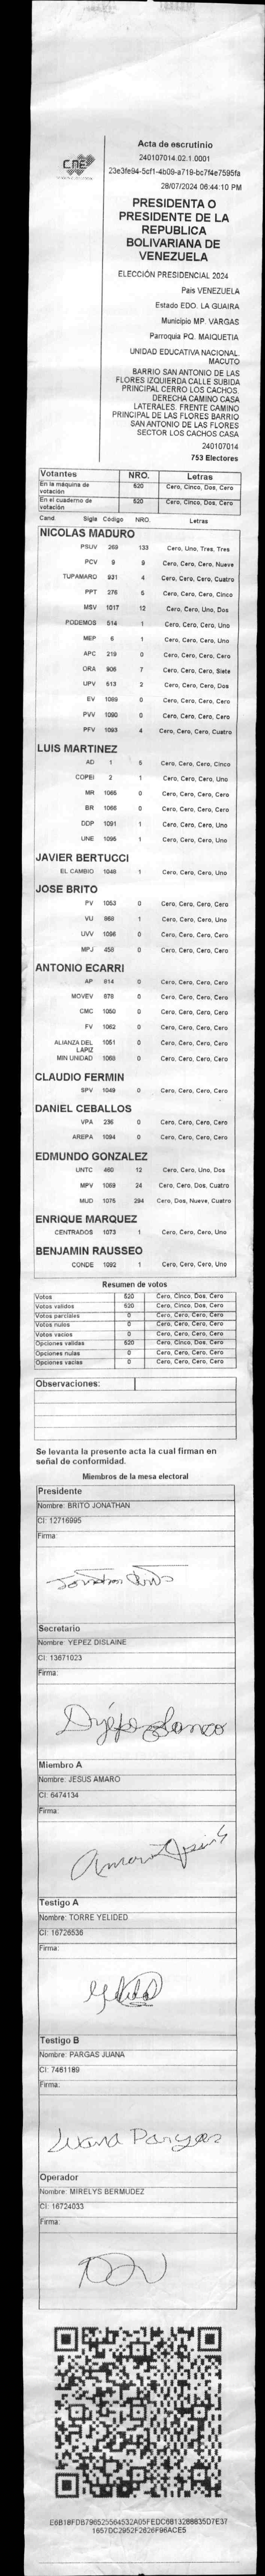 CNE
Acta de escrutinio
240107014.02.1.0001
23e3fe94-5cf1-4b09-a719-bc7f4e7595fa
28/07/2024 06:44:10 PM
PRESIDENTA O
PRESIDENTE DE LA
REPUBLICA
BOLIVARIANA DE
VENEZUELA
ELECCIÓN PRESIDENCIAL 2024
País VENEZUELA
Estado EDO. LA GUAIRA
Municipio MP. VARGAS
Parroquia PQ. MAIQUETIA
UNIDAD EDUCATIVA NACIONAL
MACUTO
BARRIO SAN ANTONIO DE LAS
FLORES IZQUIERDA CALLE SUBIDA
PRINCIPAL CERRO LOS CACHOS.
DERECHA CAMINO CASA
LATERALES. FRENTE CAMINO
PRINCIPAL DE LAS FLORES BARRIO
SAN ANTONIO DE LAS FLORES
SECTOR LOS CACHOS CASA
240107014
753 Electores
Votantes NRO. Letras
En la máquina de votación 520 Cero, Cinco, Dos, Cero
En el cuaderno de votación 520 Cero, Cinco, Dos, Cero
Cand. Sigla Código NRO. Letras
NICOLAS MADURO
PSUV 269 133 Cero, Uno, Tres, Tres
PCV 9 9 Cero, Cero, Cero, Nueve
TUPAMARO 931 4 Cero, Cero, Cero, Cuatro
PPT 276 5 Cero, Cero, Cero, Cinco
MSV 1017 12 Cero, Cero, Uno, Dos
PODEMOS 514 1 Cero, Cero, Cero, Uno
MEP 6 1 Cero, Cero, Cero, Uno
APC 219 0 Cero, Cero, Cero, Cero
ORA 906 7 Cero, Cero, Cero, Siete
UPV 513 2 Cero, Cero, Cero, Dos
EV 1089 0 Cero, Cero, Cero, Cero
PVV 1090 0 Cero, Cero, Cero, Cero
PFV 1093 4 Cero, Cero, Cero, Cuatro
LUIS MARTINEZ
AD 1 5 Cero, Cero, Cero, Cinco
COPEI 2 1 Cero, Cero, Cero, Uno
MR 1065 0 Cero, Cero, Cero, Cero
BR 1066 0 Cero, Cero, Cero, Cero
DDP 1091 1 Cero, Cero, Cero, Uno
UNE 1095 1 Cero, Cero, Cero, Uno
JAVIER BERTUCCI
EL CAMBIO 1048 1 Cero, Cero, Cero, Uno
JOSE BRITO
PV 1053 0 Cero, Cero, Cero, Cero
VU 868 1 Cero, Cero, Cero, Uno
UVV 1096 0 Cero, Cero, Cero, Cero
MPJ 458 0 Cero, Cero, Cero, Cero
ANTONIO ECARRI
AP 814 0 Cero, Cero, Cero, Cero
MOVEV 878 0 Cero, Cero, Cero, Cero
CMC 1050 0 Cero, Cero, Cero, Cero
FV 1062 0 Cero, Cero, Cero, Cero
ALIANZA DEL LAPIZ 1051 0 Cero, Cero, Cero, Cero
MIN UNIDAD 1068 0 Cero, Cero, Cero, Cero
CLAUDIO FERMIN
SPV 1049 0 Cero, Cero, Cero, Cero
DANIEL CEBALLOS
VPA 236 0 Cero, Cero, Cero, Cero
AREPA 1094 0 Cero, Cero, Cero, Cero
EDMUNDO GONZALEZ
UNTC 460 12 Cero, Cero, Uno, Dos
MPV 1069 24 Cero, Cero, Dos, Cuatro
MUD 1075 294 Cero, Dos, Nueve, Cuatro
ENRIQUE MARQUEZ
CENTRADOS 1073 1 Cero, Cero, Cero, Uno
BENJAMIN RAUSSEO
CONDE 1092 1 Cero, Cero, Cero, Uno
Resumen de votos
Votos 520 Cero, Cinco, Dos, Cero
Votos validos 520 Cero, Cinco, Dos, Cero
Votos parciales 0 Cero, Cero, Cero, Cero
Votos nulos 0 Cero, Cero, Cero, Cero
Votos vacios 0 Cero, Cero, Cero, Cero
Opciones validas 520 Cero, Cinco, Dos, Cero
Opciones nulas 0 Cero, Cero, Cero, Cero
Opciones vacias 0 Cero, Cero, Cero, Cero
Observaciones:
Se levanta la presente acta la cual firman en
señal de conformidad.
Miembros de la mesa electoral
Presidente
Nombre: BRITO JONATHAN
CI: 12716995
Firma:
Secretario
Nombre: YEPEZ DISLAINE
CI: 13671023
Firma:
Miembro A
Nombre: JESUS AMARO
CI: 6474134
Firma:
Testigo A
Nombre: TORRE YELIDED
CI: 16726536
Firma:
Testigo B
Nombre: PARGAS JUANA
CI: 7461189
Firma:
Juana Pargas
Operador
Nombre: MIRELYS BERMUDEZ
CI: 16724033
Firma: